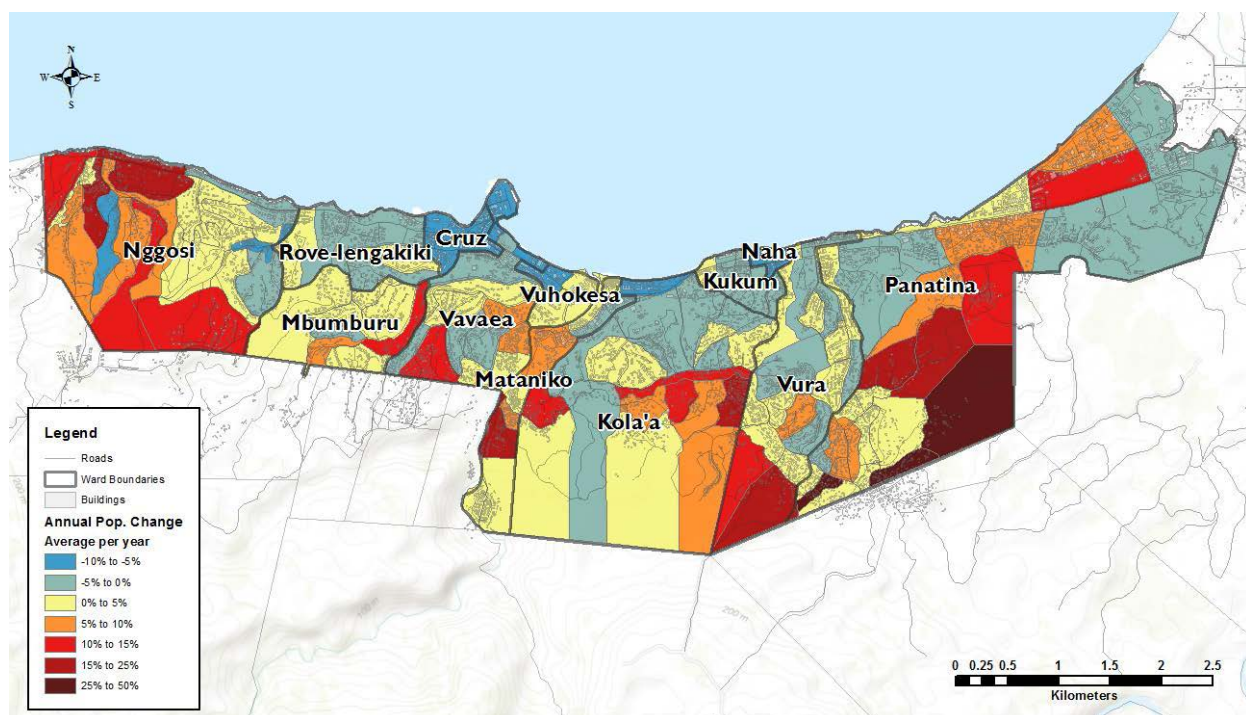 N
W E
S
Nggosi
Rove-lengakiki
Cruz
Naha
Kukum
Vuhokesa
Panatina
Mbumburu
Vavaea
Mataniko
Vura
Kola'a
Legend
Roads
Ward Boundaries
Buildings
Annual Pop. Change
Average per year
-10% to -5%
-5% to 0%
0% to 5%
5% to 10%
10% to 15%
15% to 25%
25% to 50%
200 m
100 m
200 m
0 0.25 0.5 1 1.5 2 2.5
Kilometers